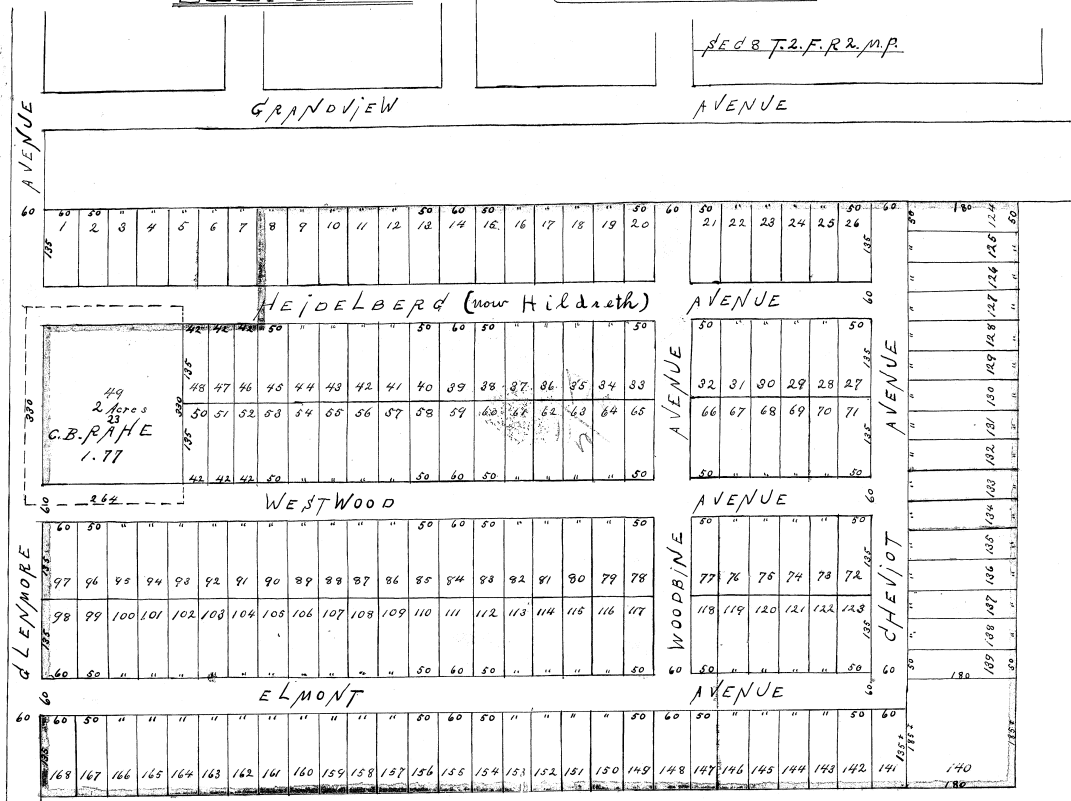 SEC 8 T.2.F.R 2.M.P.
GRANDVIEW AVENUE
AVENUE
60 60 50 " " " " " " " " " " 50 60 50 " " " " 50 60 50 " " " " 50 60
1 2 3 4 5 6 7 8 9 10 11 12 13 14 15 16 17 18 19 20 21 22 23 24 25 26
135 135
HEIDELBERG (now Hildreth) AVENUE
60
42 42 42 50 50 60 50 50 50 " " " " 50
135 135
48 47 46 45 44 43 42 41 40 39 38 37 36 35 34 33 32 31 30 29 28 27
49
2 Acres
23
C.B.RAHE
1.77
330 330
50 51 52 53 54 55 56 57 58 59 60 61 62 63 64 65 66 67 68 69 70 71
135 135
42 42 42 50 50 60 50 50 50 " " " " 50
264
60 60
WESTWOOD AVENUE
60 50 " " " " " " " " " " 50 60 50 " " " " 50 50 " " " " 50
135 135
97 96 95 94 93 92 91 90 89 88 87 86 85 84 83 82 81 80 79 78 77 76 75 74 73 72
98 99 100 101 102 103 104 105 106 107 108 109 110 111 112 113 114 115 116 117 118 119 120 121 122 123
135 135
60 50 " " " " " " " " " " 50 60 50 " " " " 50 60 50 " " " " 50 60
60 60
ELMONT AVENUE
60 60 50 " " " " " " " " " " 50 60 50 " " " " 50 60 50 " " " " 50 60
135 135±
168 167 166 165 164 163 162 161 160 159 158 157 156 155 154 153 152 151 150 149 148 147 146 145 144 143 142 141
GLENMORE
WOODBINE AVENUE
CHEVIOT AVENUE
180
50 124 50
" 125 "
" 126 "
" 127 "
" 128 "
" 129 "
" 130 "
" 131 "
" 132 "
" 133 "
" 134 "
" 135 "
" 136 "
" 137 "
" 138 "
50 139 50
180
185± 185±
140
180